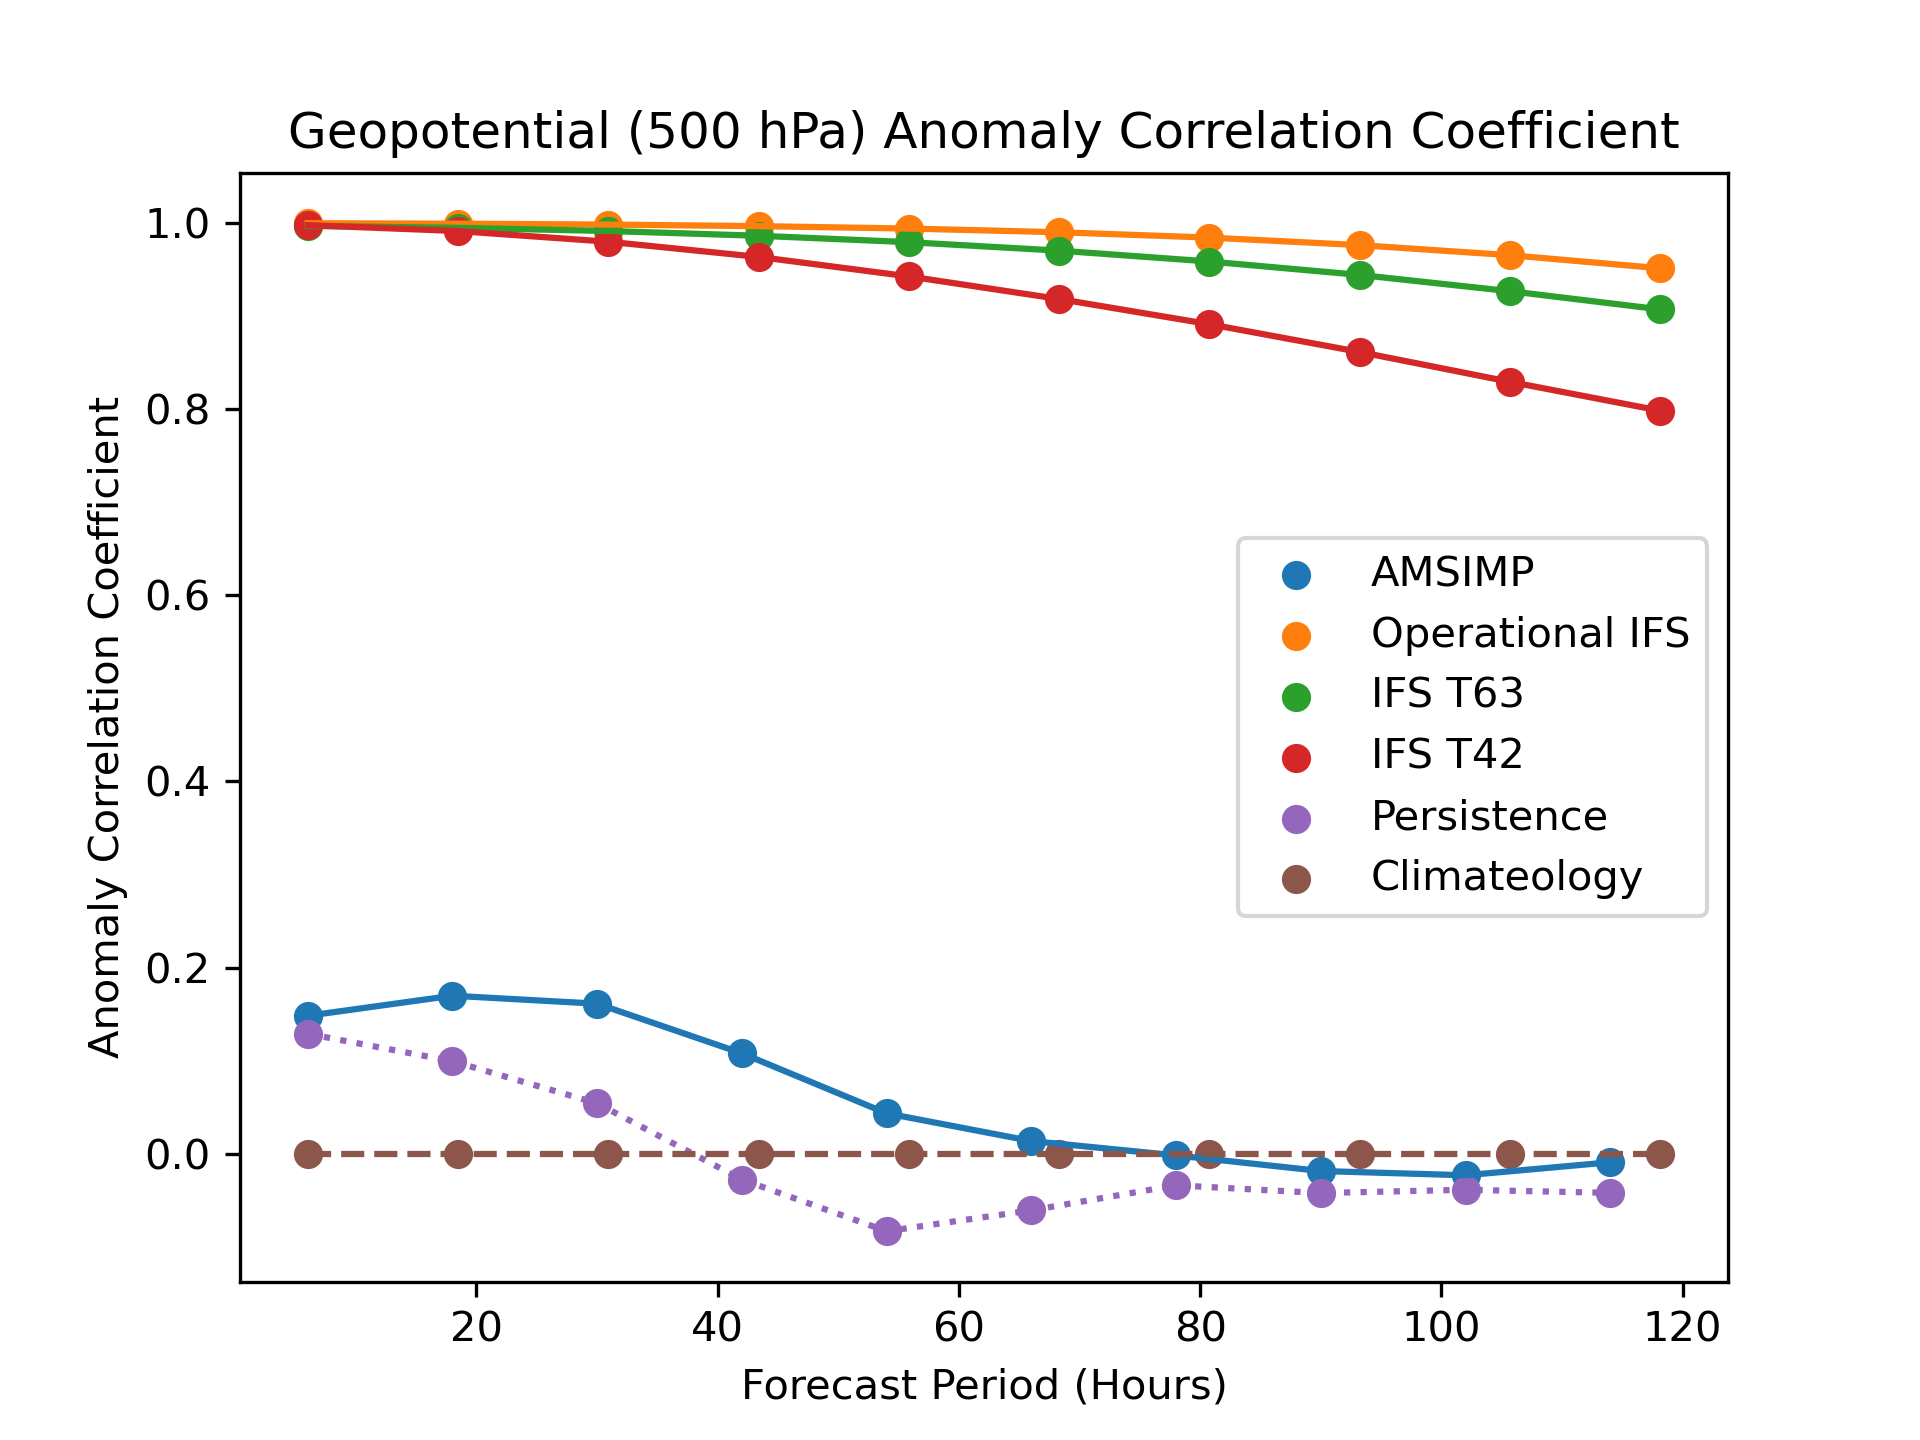 Geopotential (500 hPa) Anomaly Correlation Coefficient
Anomaly Correlation Coefficient
1.0
0.8
0.6
0.4
0.2
0.0
AMSIMP
Operational IFS
IFS T63
IFS T42
Persistence
Climateology
20 40 60 80 100 120
Forecast Period (Hours)